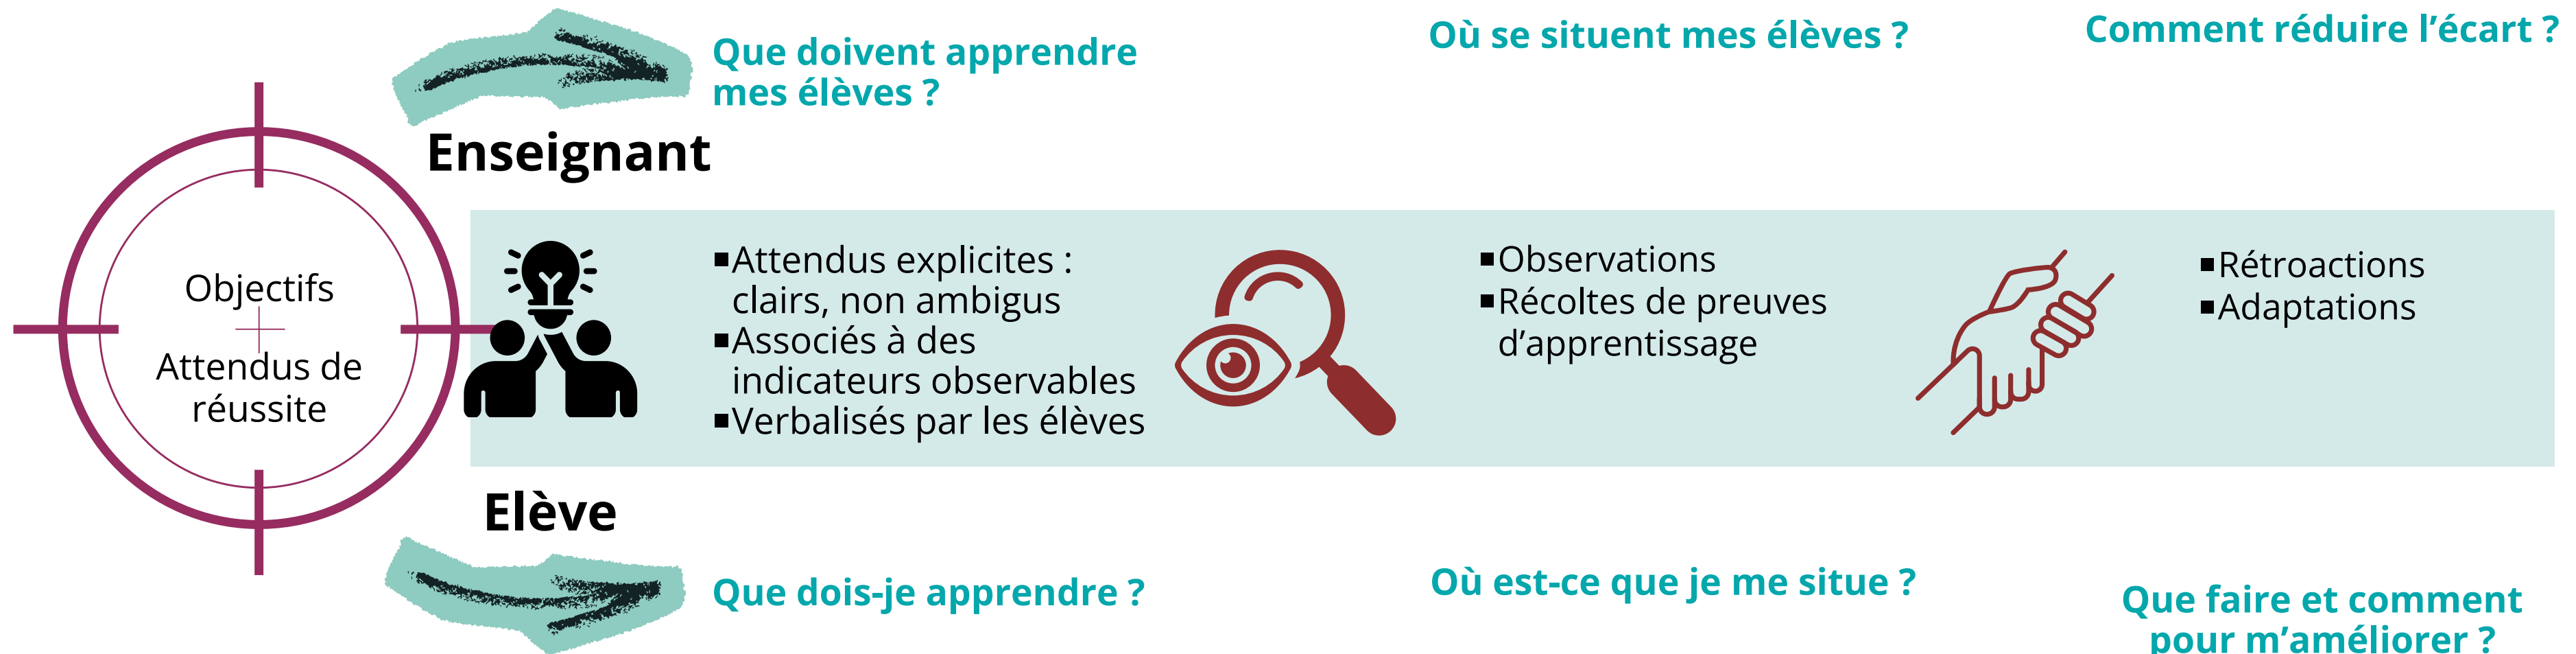 Que doivent apprendre
mes élèves ?
Où se situent mes élèves ?
Comment réduire l’écart ?
Enseignant
Objectifs
Attendus de
réussite
▪Attendus explicites :
clairs, non ambigus
▪Associés à des
indicateurs observables
▪Verbalisés par les élèves
▪Observations
▪Récoltes de preuves
d’apprentissage
▪Rétroactions
▪Adaptations
Elève
Que dois-je apprendre ?
Où est-ce que je me situe ?
Que faire et comment
pour m’améliorer ?